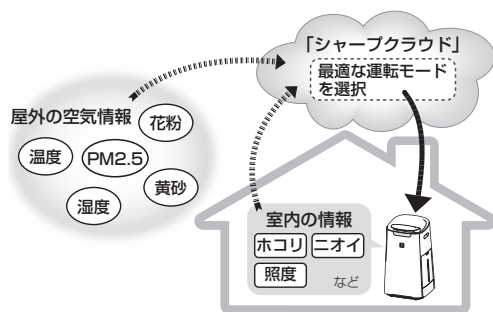 「シャープクラウド」
最適な運転モード
を選択
屋外の空気情報
花粉
温度
PM2.5
黄砂
湿度
室内の情報
ホコリ
ニオイ
照度
など